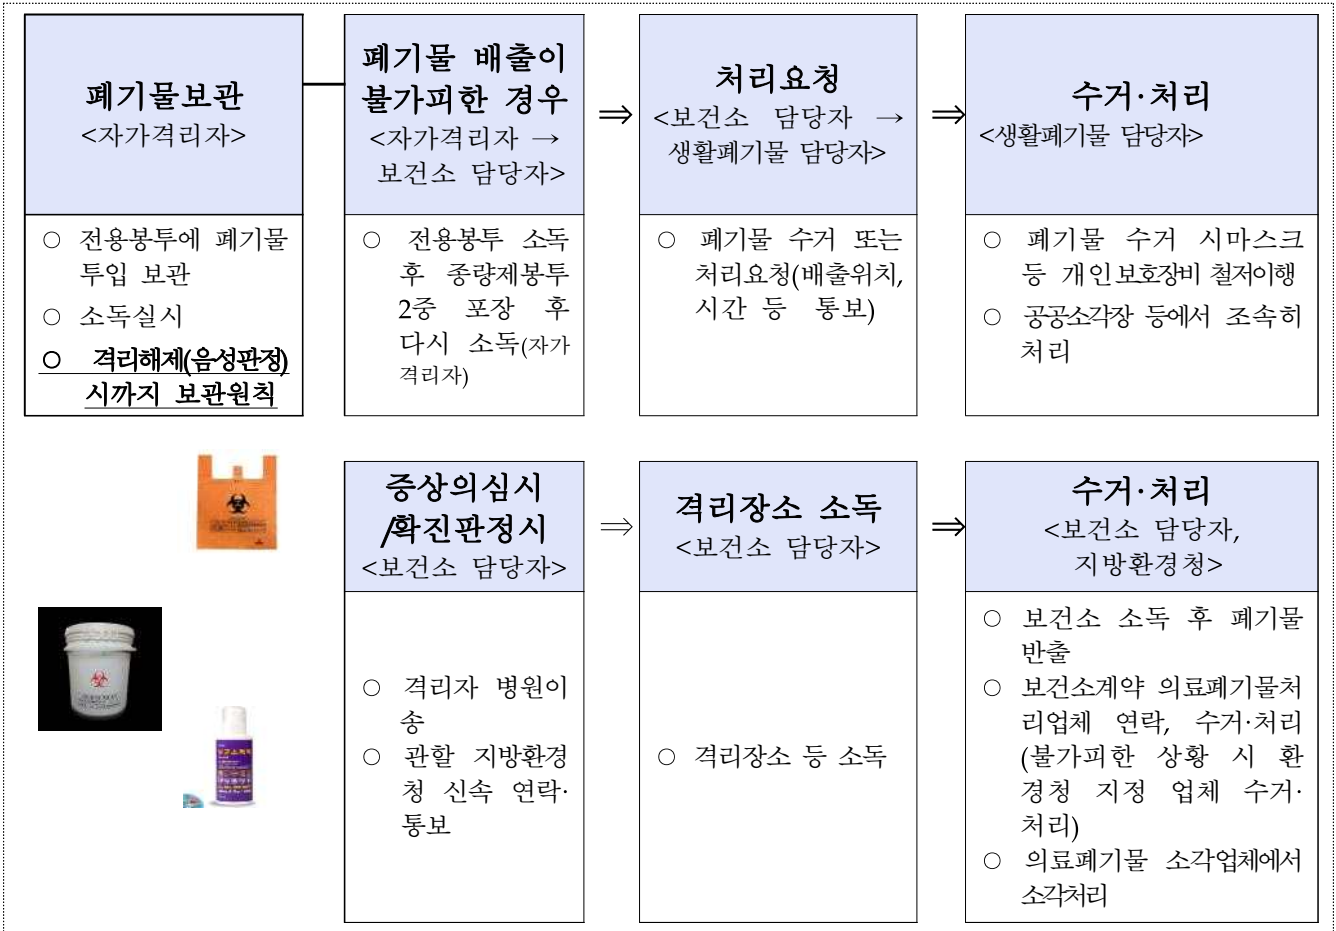 폐기물보관
<자가격리자>
○ 전용봉투에 폐기물
투입 보관
○ 소독실시
○ 격리해제(음성판정)
시까지 보관원칙
폐기물 배출이
불가피한 경우
<자가격리자 →
보건소 담당자>
○ 전용봉투 소독
후 종량제봉투
2중 포장 후
다시 소독(자가
격리자)
⇒
처리요청
<보건소 담당자 →
생활폐기물 담당자>
○ 폐기물 수거 또는
처리요청(배출위치,
시간 등 통보)
⇒
수거·처리
<생활폐기물 담당자>
○ 폐기물 수거 시마스크
등 개인보호장비 철저이행
○ 공공소각장 등에서 조속히
처리
증상의심시
/확진판정시
<보건소 담당자>
○ 격리자 병원이
송
○ 관할 지방환경
청 신속 연락·
통보
⇒
격리장소 소독
<보건소 담당자>
○ 격리장소 등 소독
⇒
수거·처리
<보건소 담당자,
지방환경청>
○ 보건소 소독 후 폐기물
반출
○ 보건소계약 의료폐기물처
리업체 연락, 수거·처리
(불가피한 상황 시 환
경청 지정 업체 수거·
처리)
○ 의료폐기물 소각업체에서
소각처리